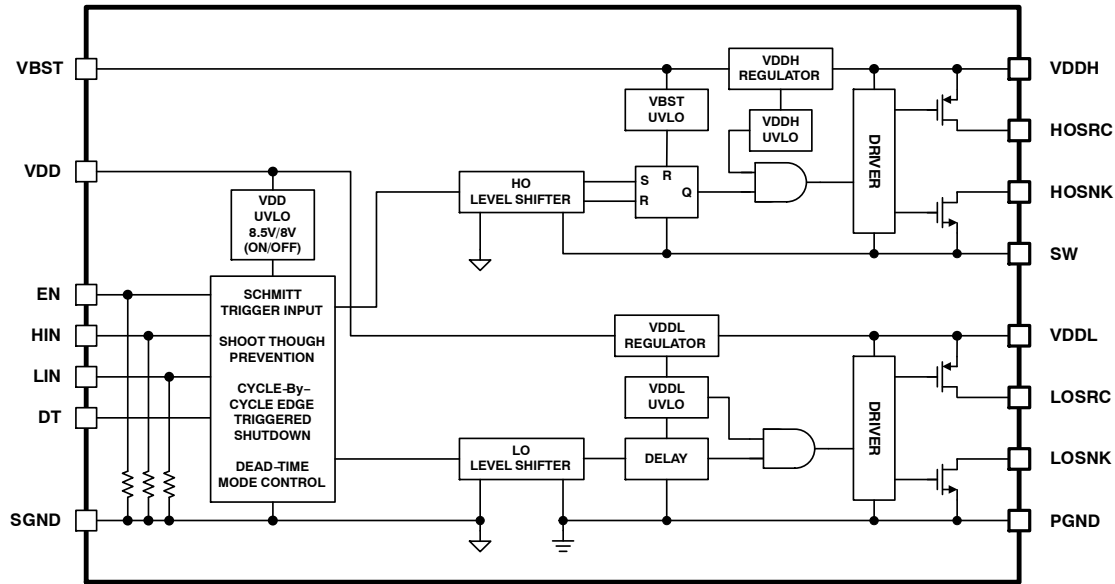 VBST
VDD
EN
HIN
LIN
DT
SGND
VDD
UVLO
8.5V/8V
(ON/OFF)
SCHMITT
TRIGGER INPUT
SHOOT THOUGH
PREVENTION
CYCLE-By-
CYCLE EDGE
TRIGGERED
SHUTDOWN
DEAD-TIME
MODE CONTROL
HO
LEVEL SHIFTER
VBST
UVLO
S
R
R
Q
VDDH
REGULATOR
VDDH
UVLO
DRIVER
LO
LEVEL SHIFTER
VDDL
REGULATOR
VDDL
UVLO
DELAY
DRIVER
VDDH
HOSRC
HOSNK
SW
VDDL
LOSRC
LOSNK
PGND